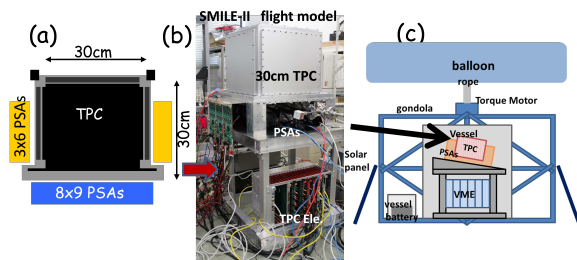 (a)
30cm
TPC
3x6 PSAs
30cm
8x9 PSAs
(b)
SMILE-II flight model
30cm TPC
PSAs
TPC Ele.
(c)
balloon
rope
Torque Motor
gondola
Vessel
TPC
PSAs
Solar
panel
VME
vessel
battery